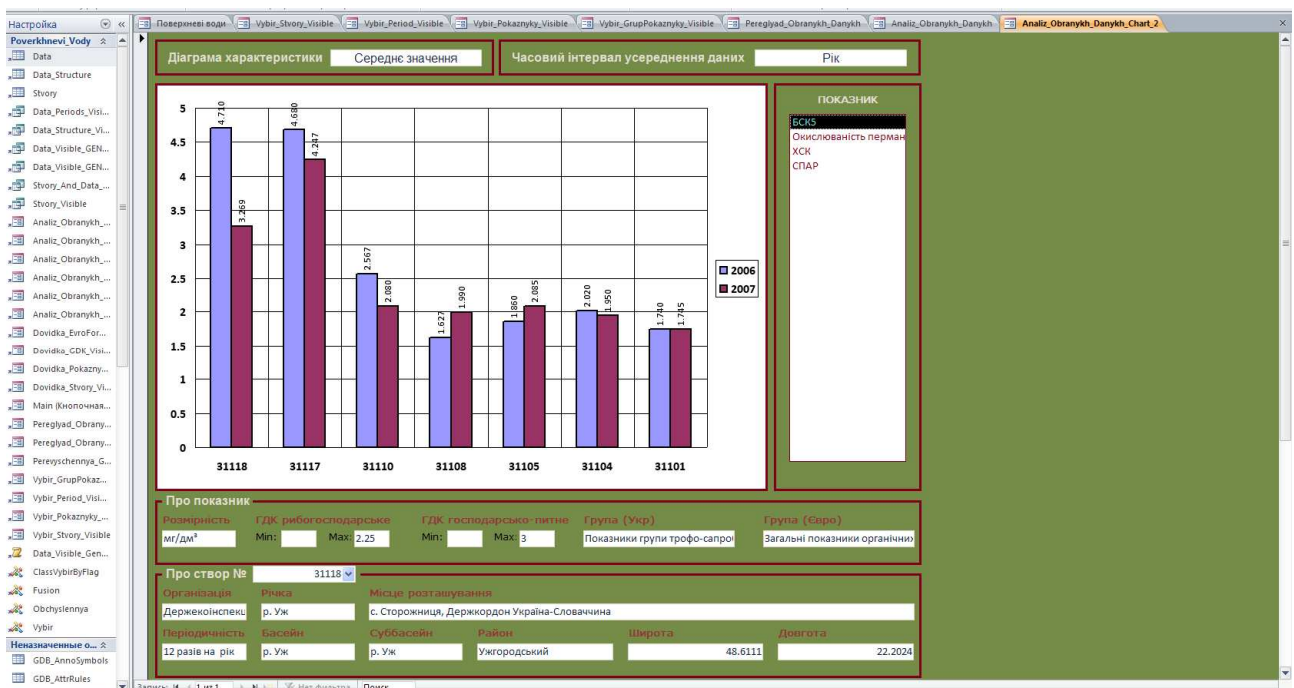 Настройка
Поверхневі води Vybir_Stvory_Visible Vybir_Period_Visible Vybir_Pokaznyky_Visible Vybir_GrupPokaznyky_Visible Pereglyad_Obranykh_Danykh Analiz_Obranykh_Danykh Analiz_Obranykh_Danykh_Chart_2
Poverkhnevi_Vody
Data
Data_Structure
Stvory
Data_Periods_Visi...
Data_Structure_Vi...
Data_Visible_GEN...
Data_Visible_GEN...
Stvory_And_Data_...
Stvory_Visible
Analiz_Obranykh_...
Analiz_Obranykh_...
Analiz_Obranykh_...
Analiz_Obranykh_...
Analiz_Obranykh_...
Analiz_Obranykh_...
Dovidka_EvroFor...
Dovidka_GDK_Visi...
Dovidka_Pokazny...
Dovidka_Stvory_Vi...
Main (Кнопочная...
Pereglyad_Obrany...
Pereglyad_Obrany...
Perevyschennya_G...
Vybir_GrupPokaz...
Vybir_Period_Visi...
Vybir_Pokaznyky_...
Vybir_Stvory_Visible
Data_Visible_Gen...
ClassVybirByFlag
Fusion
Obchyslennya
Vybir
Неназначенные о...
GDB_AnnoSymbols
GDB_AttrRules
Діаграма характеристики Середнє значення Часовий інтервал усереднення даних Рік
5
4.5
4
3.5
3
2.5
2
1.5
1
0.5
0
4.710 3.269 4.680 4.247 2.567 2.080 1.627 1.990 1.860 2.085 2.020 1.950 1.740 1.745
31118 31117 31110 31108 31105 31104 31101
2006
2007
ПОКАЗНИК
БСК5
Окислюваність перман
ХСК
СПАР
Про показник
Розмірність ГДК рибогосподарське ГДК господарсько-питне Група (Укр) Група (Євро)
мг/дм³ Min: Max: 2.25 Min: Max: 3 Показники групи трофо-сапро Загальні показники органічних
Про створ № 31118
Організація Річка Місце розташування
Держекоінспекц р. Уж с. Сторожниця, Держкордон Україна-Словаччина
Періодичність Басейн Суббасейн Район Широта Довгота
12 разів на рік р. Уж р. Уж Ужгородський 48.6111 22.2024
Запись: 1 из 1 Нет фильтра Поиск